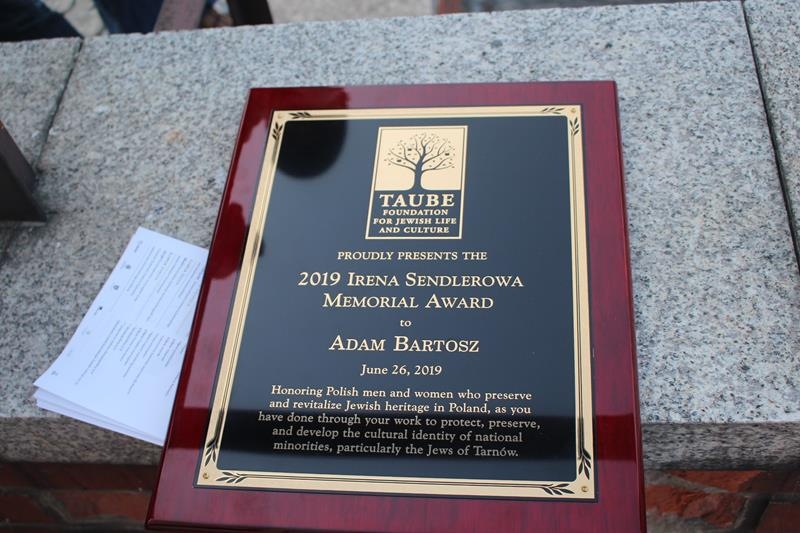 TAUBE
FOUNDATION
FOR JEWISH LIFE
AND CULTURE
PROUDLY PRESENTS THE
2019 IRENA SENDLEROWA
MEMORIAL AWARD
to
ADAM BARTOSZ
June 26, 2019
Honoring Polish men and women who preserve
and revitalize Jewish heritage in Poland, as you
have done through your work to protect, preserve,
and develop the cultural identity of national
minorities, particularly the Jews of Tarnów.